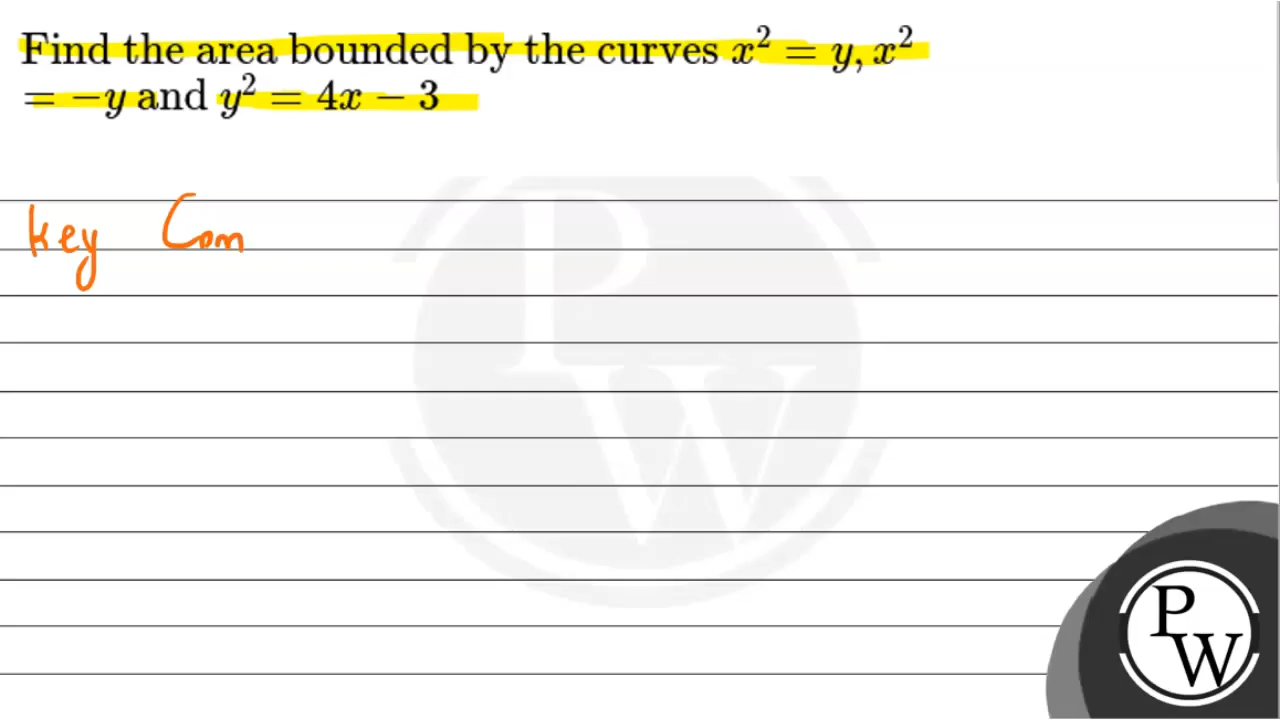 Find the area bounded by the curves x² = y, x²
= −y and y² = 4x − 3
Key Con
P
W
P
W